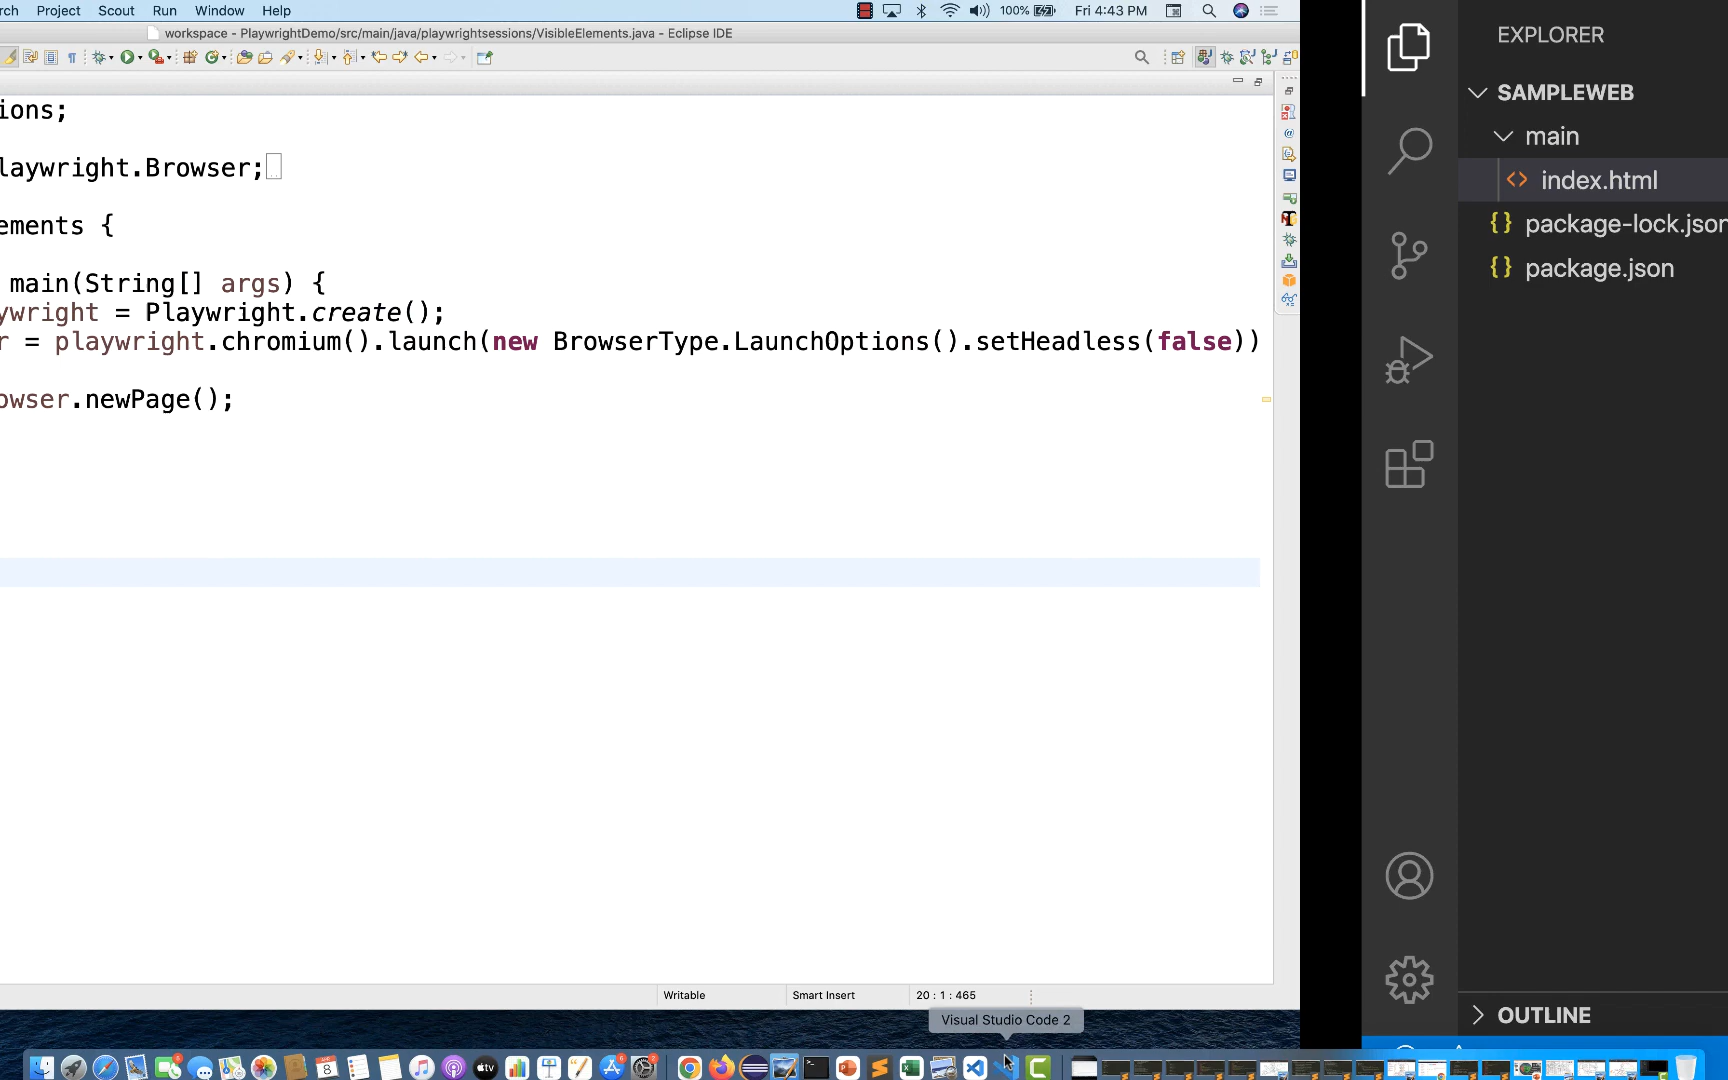 rch Project Scout Run Window Help 100% Fri 4:43 PM
workspace - PlaywrightDemo/src/main/java/playwrightsessions/VisibleElements.java - Eclipse IDE
ions;
laywright.Browser;
ements {
main(String[] args) {
ywright = Playwright.create();
r = playwright.chromium().launch(new BrowserType.LaunchOptions().setHeadless(false))
owser.newPage();
Writable Smart Insert 20 : 1 : 465
Visual Studio Code 2
EXPLORER
SAMPLEWEB
main
<> index.html
{} package-lock.json
{} package.json
OUTLINE